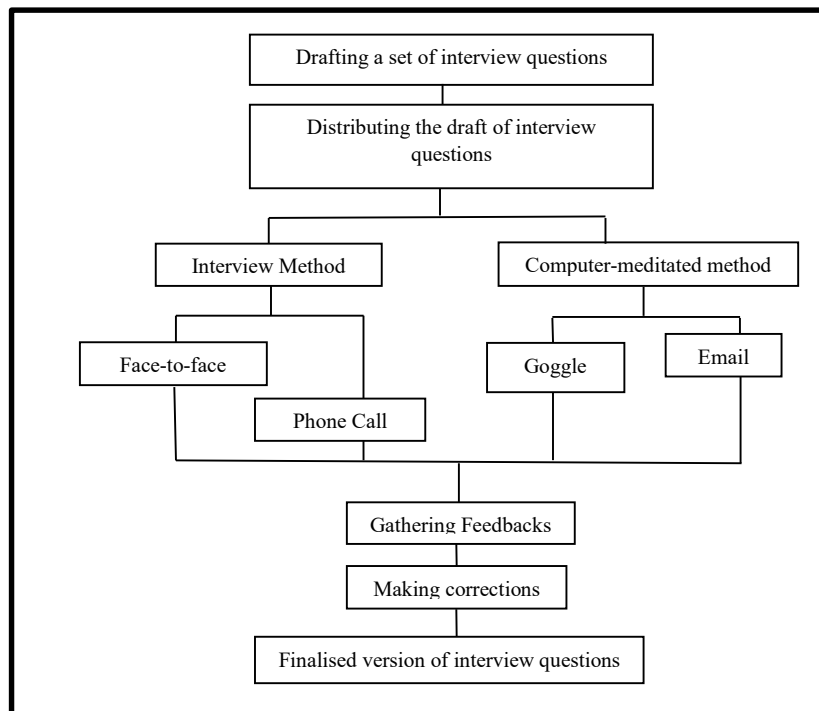 Drafting a set of interview questions
Distributing the draft of interview
questions
Interview Method
Computer-meditated method
Face-to-face
Phone Call
Goggle
Email
Gathering Feedbacks
Making corrections
Finalised version of interview questions